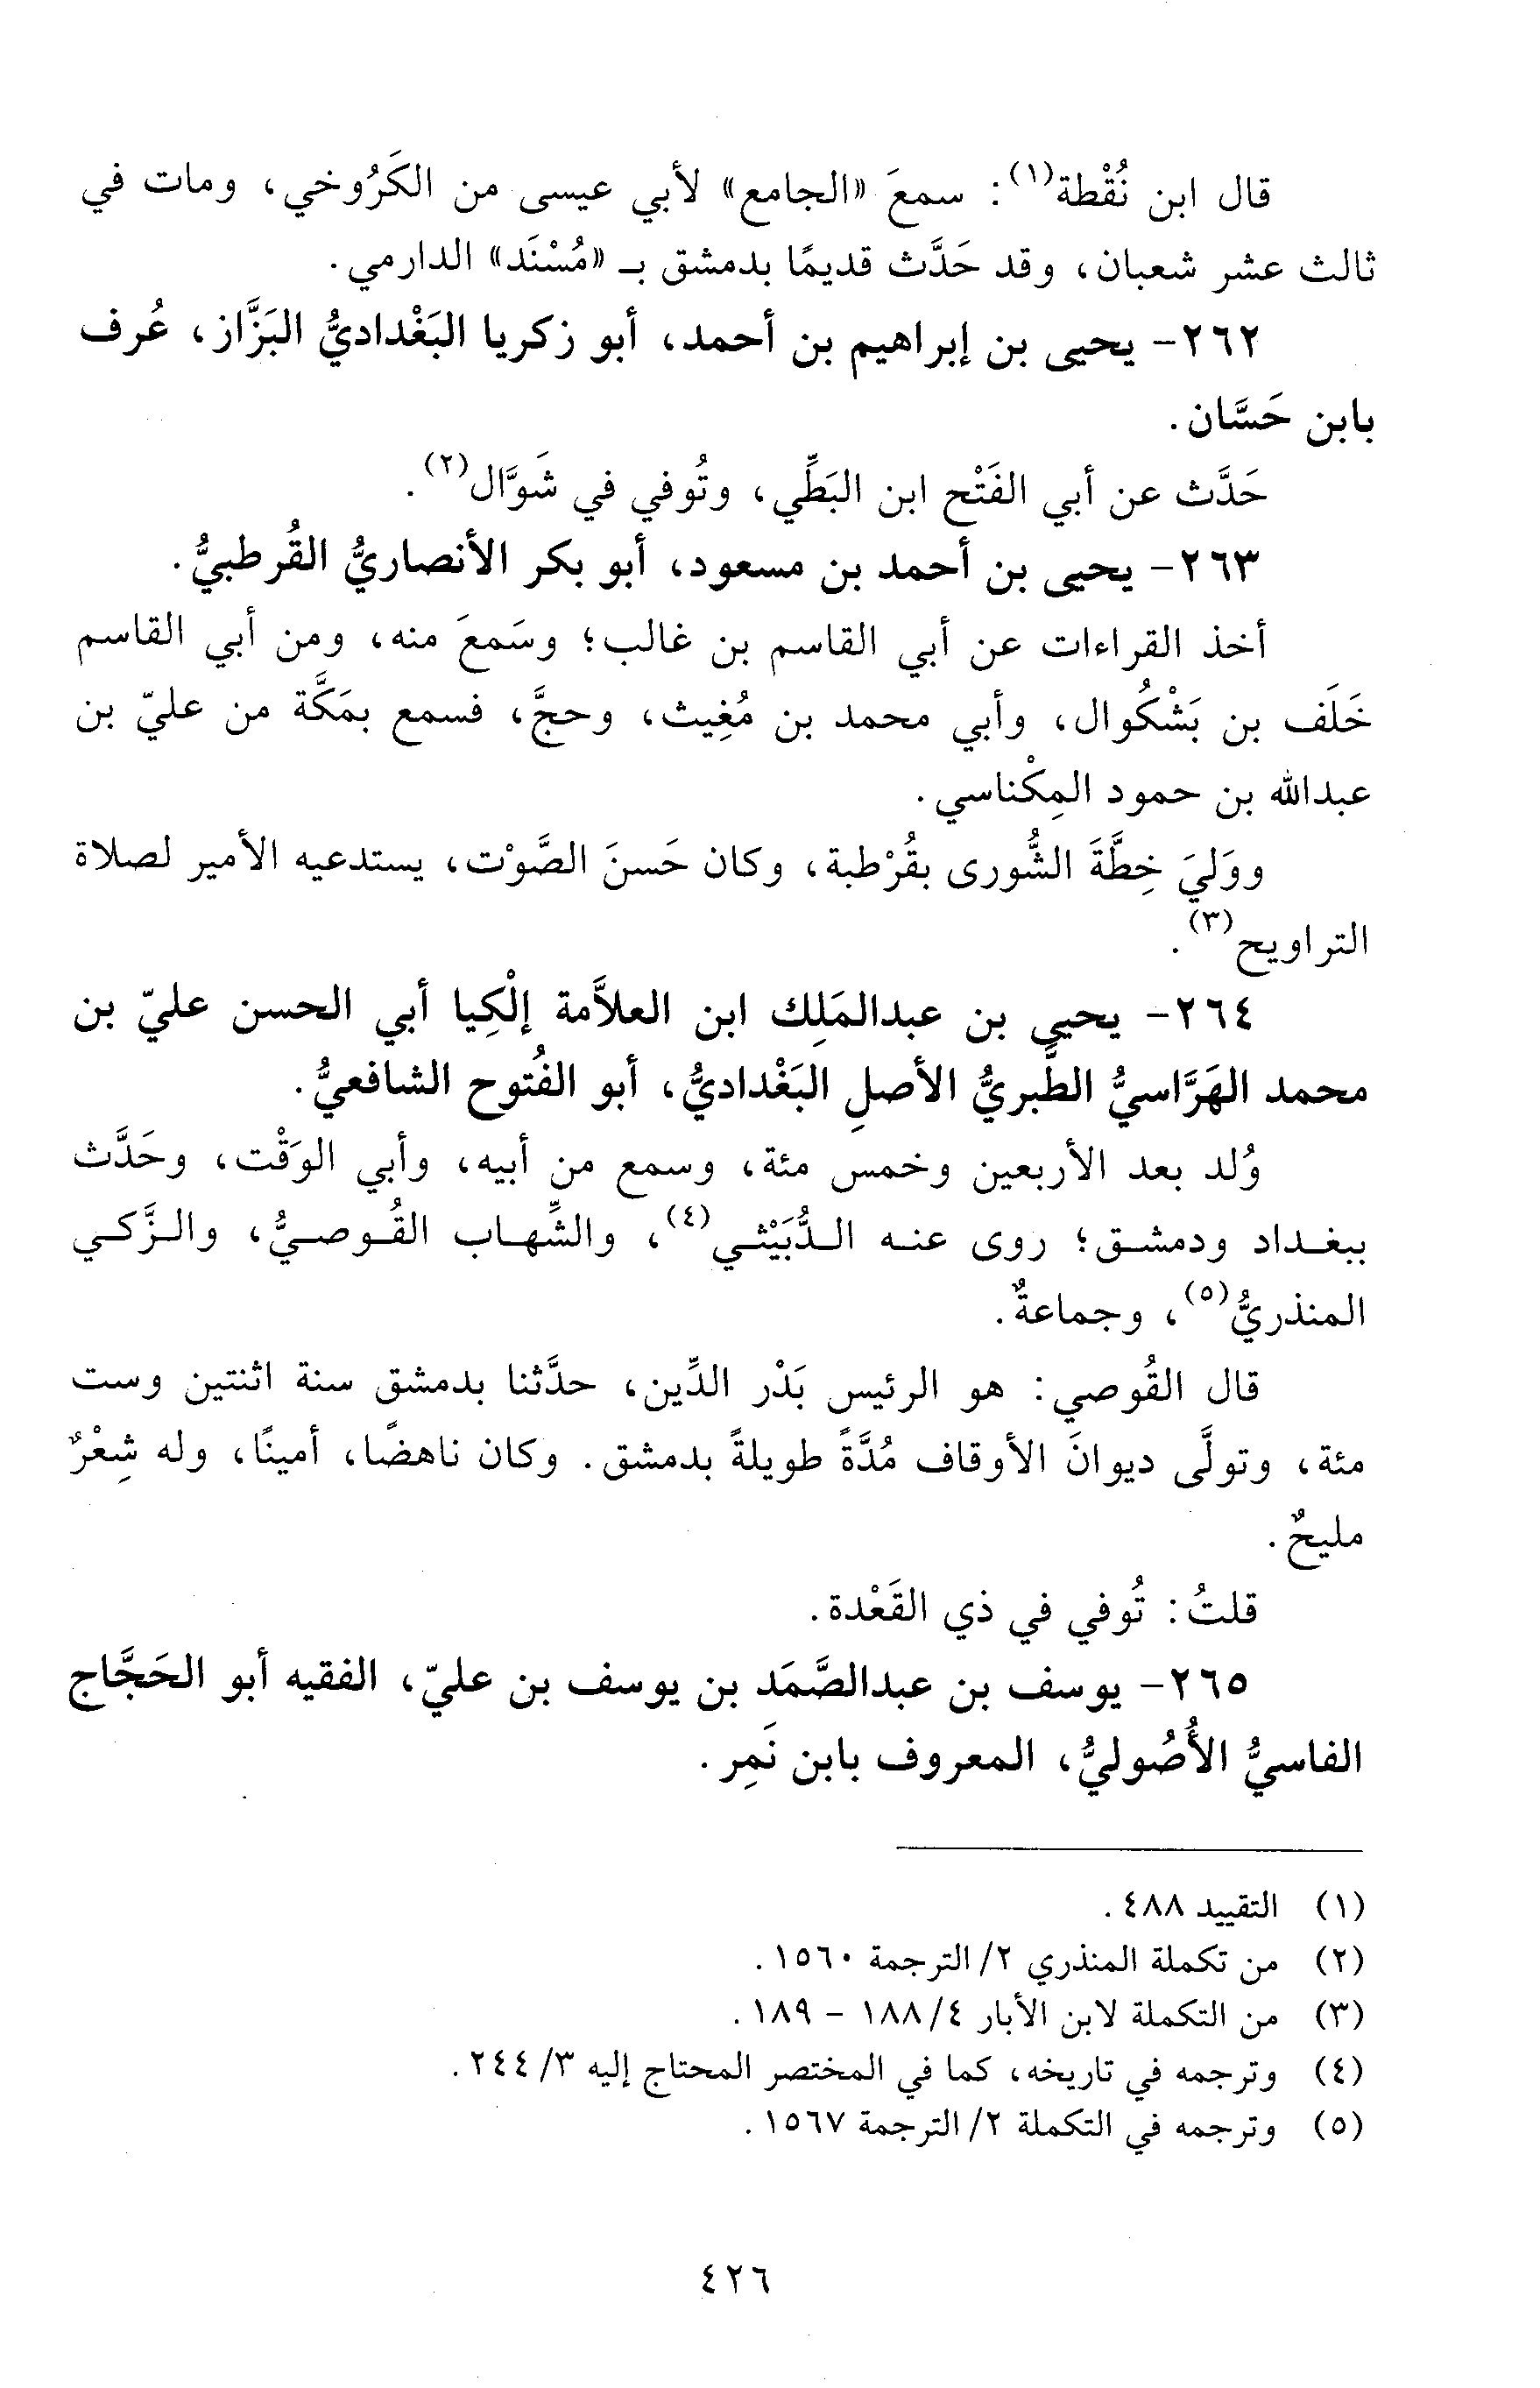 قال ابن نُقْطة(١): سمعَ «الجامع» لأبي عيسى من الكَرُوخي، ومات في
ثالث عشر شعبان، وقد حَدَّث قديمًا بدمشق بـ «مُسْنَد» الدارمي.
٢٦٢- يحيى بن إبراهيم بن أحمد، أبو زكريا البَغْداديُّ البَزَّاز، عُرف
بابن حَسَّان.
حَدَّث عن أبي الفَتْح ابن البَطِّي، وتُوفي في شَوَّال(٢).
٢٦٣- يحيى بن أحمد بن مسعود، أبو بكر الأنصاريُّ القُرطبيُّ.
أخذ القراءات عن أبي القاسم بن غالب؛ وسَمعَ منه، ومن أبي القاسم
خَلَف بن بَشْكُوال، وأبي محمد بن مُغِيث، وحجَّ، فسمع بمَكَّة من عليّ بن
عبدالله بن حمود المِكْناسي.
ووَليَ خِطَّةَ الشُّورى بقُرْطبة، وكان حَسنَ الصَّوْت، يستدعيه الأمير لصلاة
التراويح(٣).
٢٦٤- يحيى بن عبدالمَلِك ابن العلاَّمة إلْكِيا أبي الحسن عليّ بن
محمد الهَرَّاسيُّ الطَّبريُّ الأصلِ البَغْداديُّ، أبو الفُتوح الشافعيُّ.
وُلد بعد الأربعين وخمس مئة، وسمع من أبيه، وأبي الوَقْت، وحَدَّث
ببغداد ودمشق؛ روى عنه الدُّبَيْثي(٤)، والشِّهاب القُوصيُّ، والزَّكي
المنذريُّ(٥)، وجماعةٌ.
قال القُوصي: هو الرئيس بَدْر الدِّين، حدَّثنا بدمشق سنة اثنتين وست
مئة، وتولَّى ديوانَ الأوقاف مُدَّةً طويلةً بدمشق. وكان ناهضًا، أمينًا، وله شِعْرٌ
مليحٌ.
قلتُ: تُوفي في ذي القَعْدة.
٢٦٥- يوسف بن عبدالصَّمَد بن يوسف بن عليّ، الفقيه أبو الحَجَّاج
الفاسيُّ الأُصُوليُّ، المعروف بابن نَمِر.
(١) التقييد ٤٨٨.
(٢) من تكملة المنذري ٢/ الترجمة ١٥٦٠.
(٣) من التكملة لابن الأبار ٤/ ١٨٨ - ١٨٩.
(٤) وترجمه في تاريخه، كما في المختصر المحتاج إليه ٣/ ٢٤٤.
(٥) وترجمه في التكملة ٢/ الترجمة ١٥٦٧.
٤٢٦